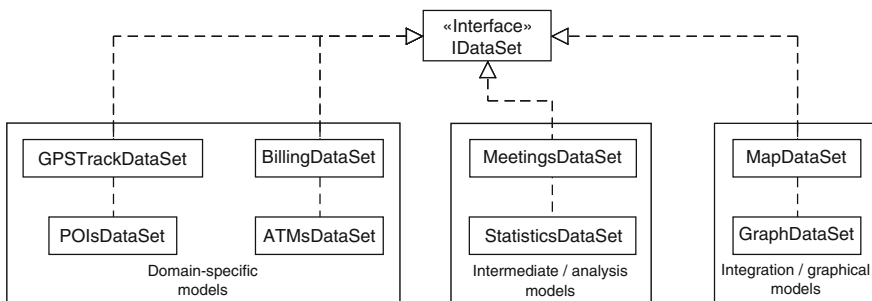 «Interface»
IDataSet
GPSTrackDataSet
BillingDataSet
MeetingsDataSet
MapDataSet
POIsDataSet
ATMsDataSet
StatisticsDataSet
GraphDataSet
Domain-specific
models
Intermediate / analysis
models
Integration / graphical
models